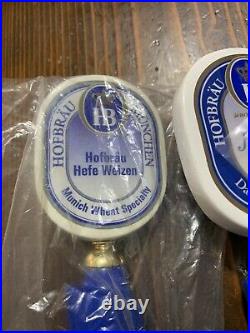 HOFBRÄU
MÜNCHEN
HB
Hofbräu
Hefe Weizen
Munich Wheat Specialty
HOFBRÄU